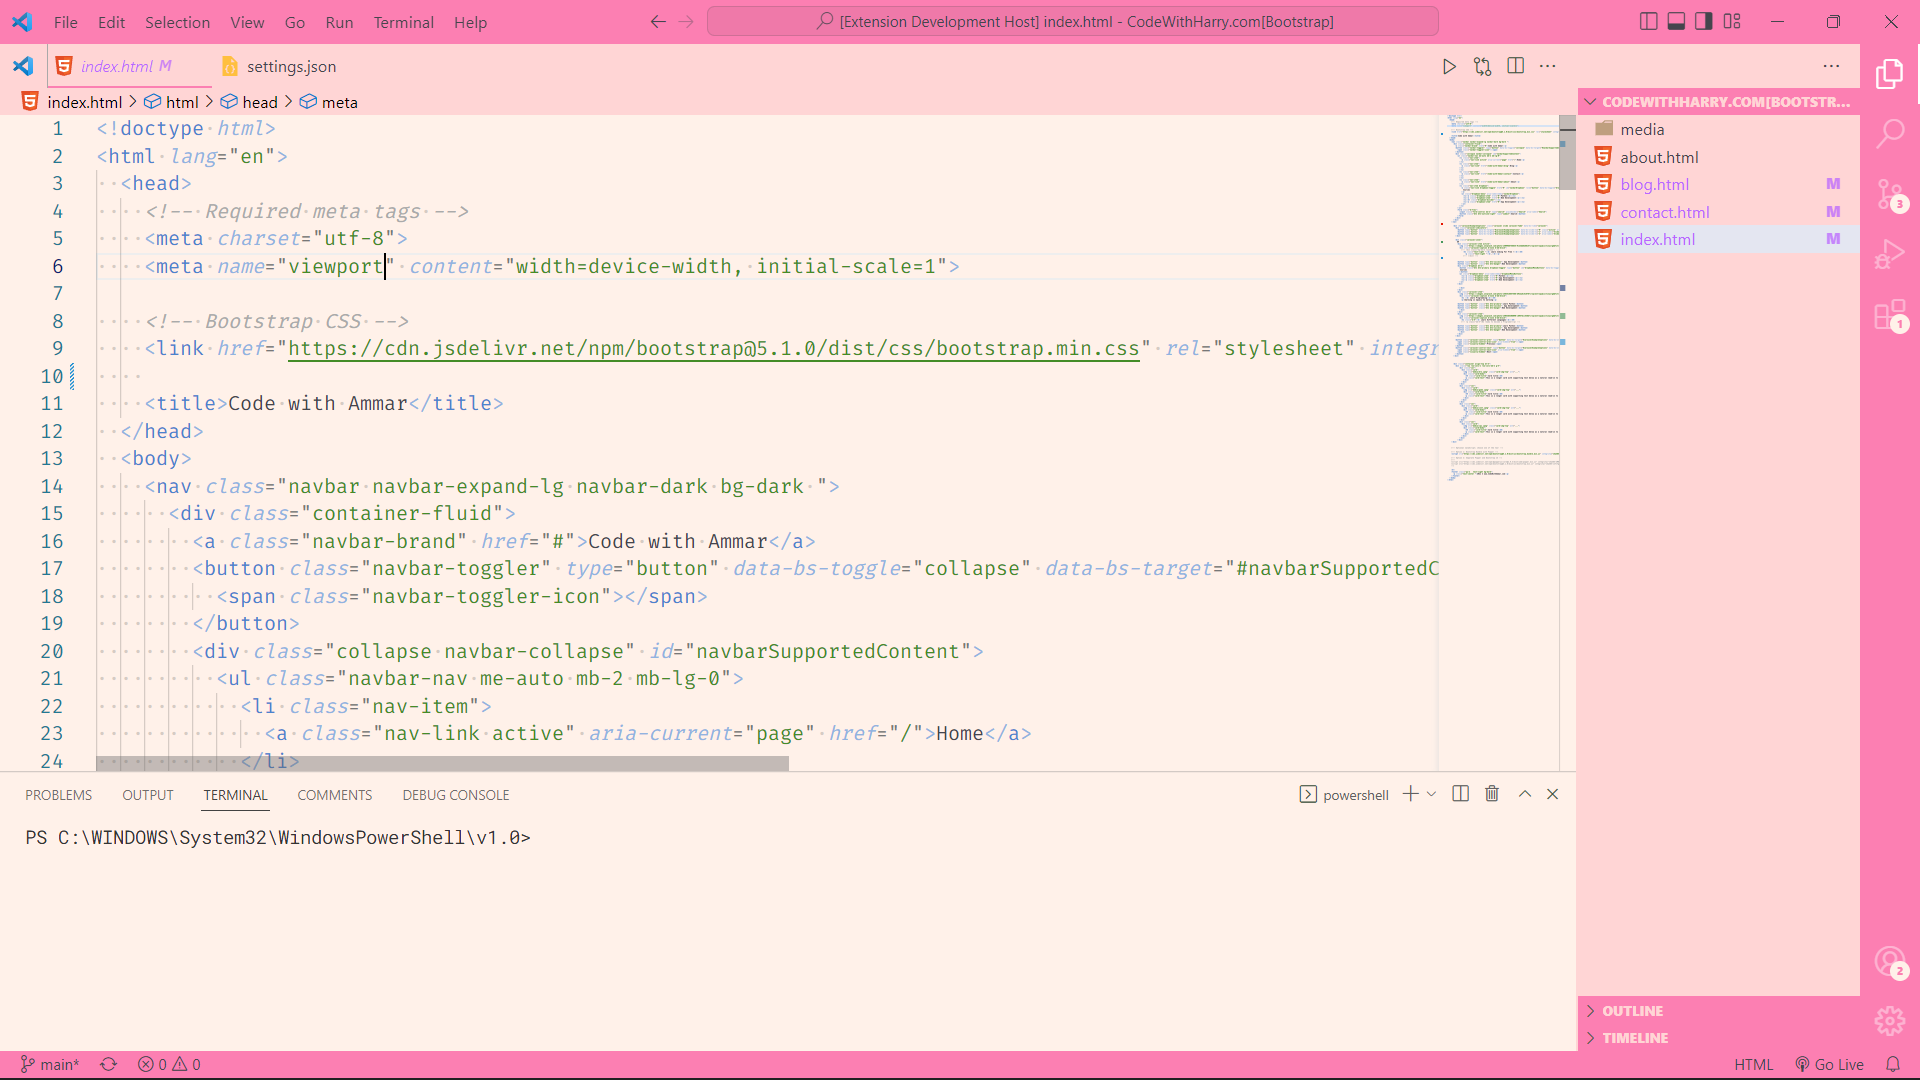 File Edit Selection View Go Run Terminal Help
[Extension Development Host] index.html - CodeWithHarry.com[Bootstrap]
index.html M
settings.json
index.html > html > head > meta
1 <!doctype html>
2 <html lang="en">
3 <head>
4 <!-- Required meta tags -->
5 <meta charset="utf-8">
6 <meta name="viewport" content="width=device-width, initial-scale=1">
7
8 <!-- Bootstrap CSS -->
9 <link href="https://cdn.jsdelivr.net/npm/bootstrap@5.1.0/dist/css/bootstrap.min.css" rel="stylesheet" integr
10
11 <title>Code with Ammar</title>
12 </head>
13 <body>
14 <nav class="navbar navbar-expand-lg navbar-dark bg-dark ">
15 <div class="container-fluid">
16 <a class="navbar-brand" href="#">Code with Ammar</a>
17 <button class="navbar-toggler" type="button" data-bs-toggle="collapse" data-bs-target="#navbarSupportedC
18 <span class="navbar-toggler-icon"></span>
19 </button>
20 <div class="collapse navbar-collapse" id="navbarSupportedContent">
21 <ul class="navbar-nav me-auto mb-2 mb-lg-0">
22 <li class="nav-item">
23 <a class="nav-link active" aria-current="page" href="/">Home</a>
24 </li>
CODEWITHHARRY.COM[BOOTSTR...
media
about.html
blog.html M
contact.html M
index.html M
OUTLINE
TIMELINE
3
1
2
PROBLEMS OUTPUT TERMINAL COMMENTS DEBUG CONSOLE
powershell
PS C:\WINDOWS\System32\WindowsPowerShell\v1.0>
main* 0 0
HTML Go Live